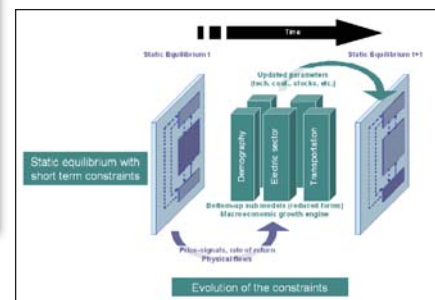 Time
Static Equilibrium t
Static Equilibrium t+1
Updated parameters
(tech. coef., stocks, etc.)
Static equilibrium with
short term constraints
Demography
Electric sector
Transportation
Bottom-up sub models (reduced forms)
Macroeconomic growth engine
Price-signals, rate of return
Physical flows
Evolution of the constraints